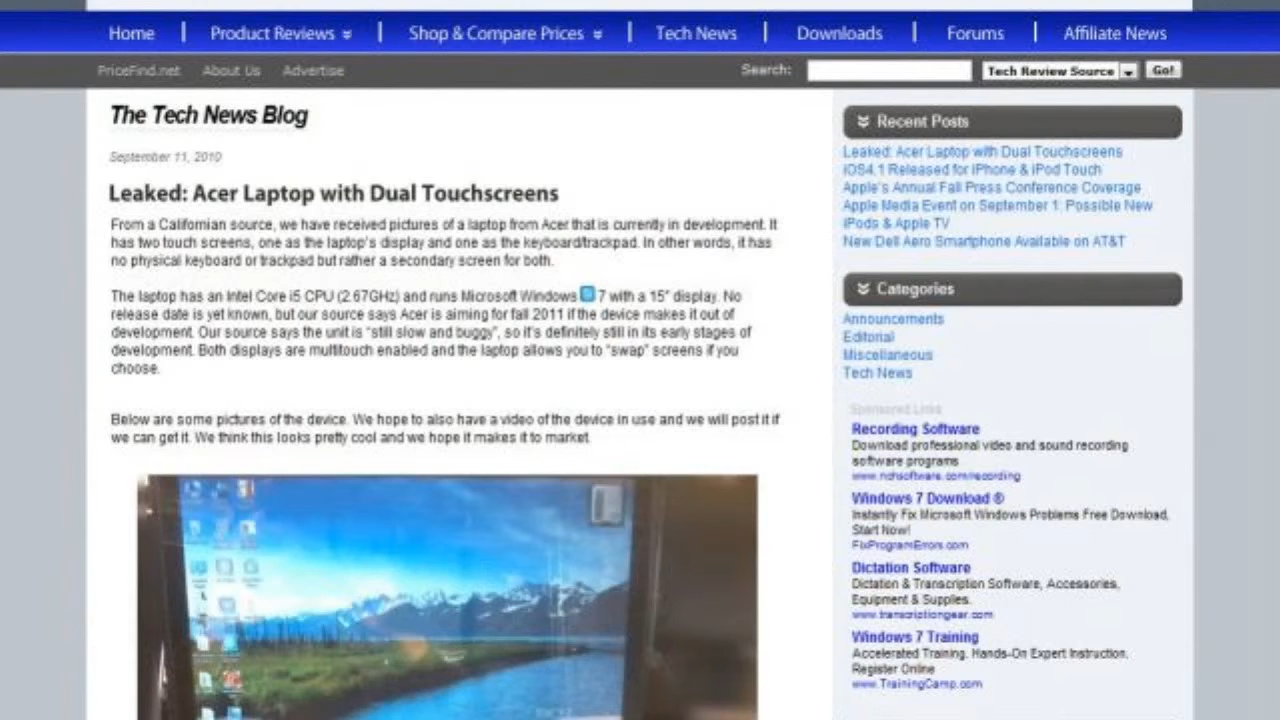 Home Product Reviews Shop & Compare Prices Tech News Downloads Forums Affiliate News
PriceFind.net About Us Advertise Search: Tech Review Source Go!
The Tech News Blog
September 11, 2010
Leaked: Acer Laptop with Dual Touchscreens
From a Californian source, we have received pictures of a laptop from Acer that is currently in development. It
has two touch screens, one as the laptop's display and one as the keyboard/trackpad. In other words, it has
no physical keyboard or trackpad but rather a secondary screen for both.
The laptop has an Intel Core i5 CPU (2.67GHz) and runs Microsoft Windows 7 with a 15" display. No
release date is yet known, but our source says Acer is aiming for fall 2011 if the device makes it out of
development. Our source says the unit is "still slow and buggy", so it's definitely still in its early stages of
development. Both displays are multitouch enabled and the laptop allows you to "swap" screens if you
choose.
Below are some pictures of the device. We hope to also have a video of the device in use and we will post it if
we can get it. We think this looks pretty cool and we hope it makes it to market.
Recent Posts
Leaked: Acer Laptop with Dual Touchscreens
iOS4.1 Released for iPhone & iPod Touch
Apple's Annual Fall Press Conference Coverage
Apple Media Event on September 1: Possible New
iPods & Apple TV
New Dell Aero Smartphone Available on AT&T
Categories
Announcements
Editorial
Miscellaneous
Tech News
Sponsored Links
Recording Software
Download professional video and sound recording
software programs
www.nchsoftware.com/recording
Windows 7 Download ®
Instantly Fix Microsoft Windows Problems Free Download,
Start Now!
FixProgramErrors.com
Dictation Software
Dictation & Transcription Software, Accessories,
Equipment & Supplies.
www.transcriptiongear.com
Windows 7 Training
Accelerated Training. Hands-On Expert Instruction.
Register Online
www.TrainingCamp.com